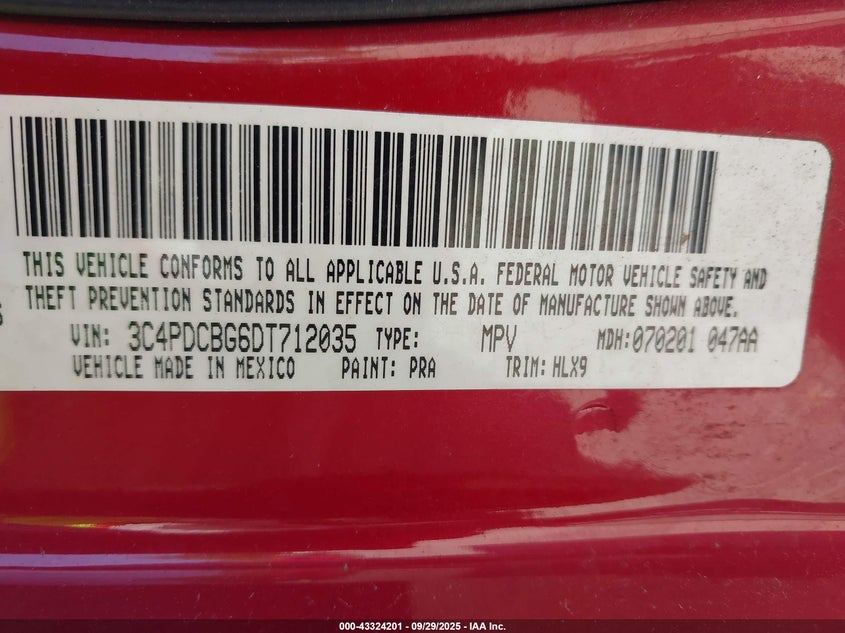 THIS VEHICLE CONFORMS TO ALL APPLICABLE U.S.A. FEDERAL MOTOR VEHICLE SAFETY AND
THEFT PREVENTION STANDARDS IN EFFECT ON THE DATE OF MANUFACTURE SHOWN ABOVE.
VIN: 3C4PDCBG6DT712035 TYPE: MPV MDH:070201 047AA
VEHICLE MADE IN MEXICO PAINT: PRA TRIM: HLX9
000-43324201 - 09/29/2025 - IAA Inc.